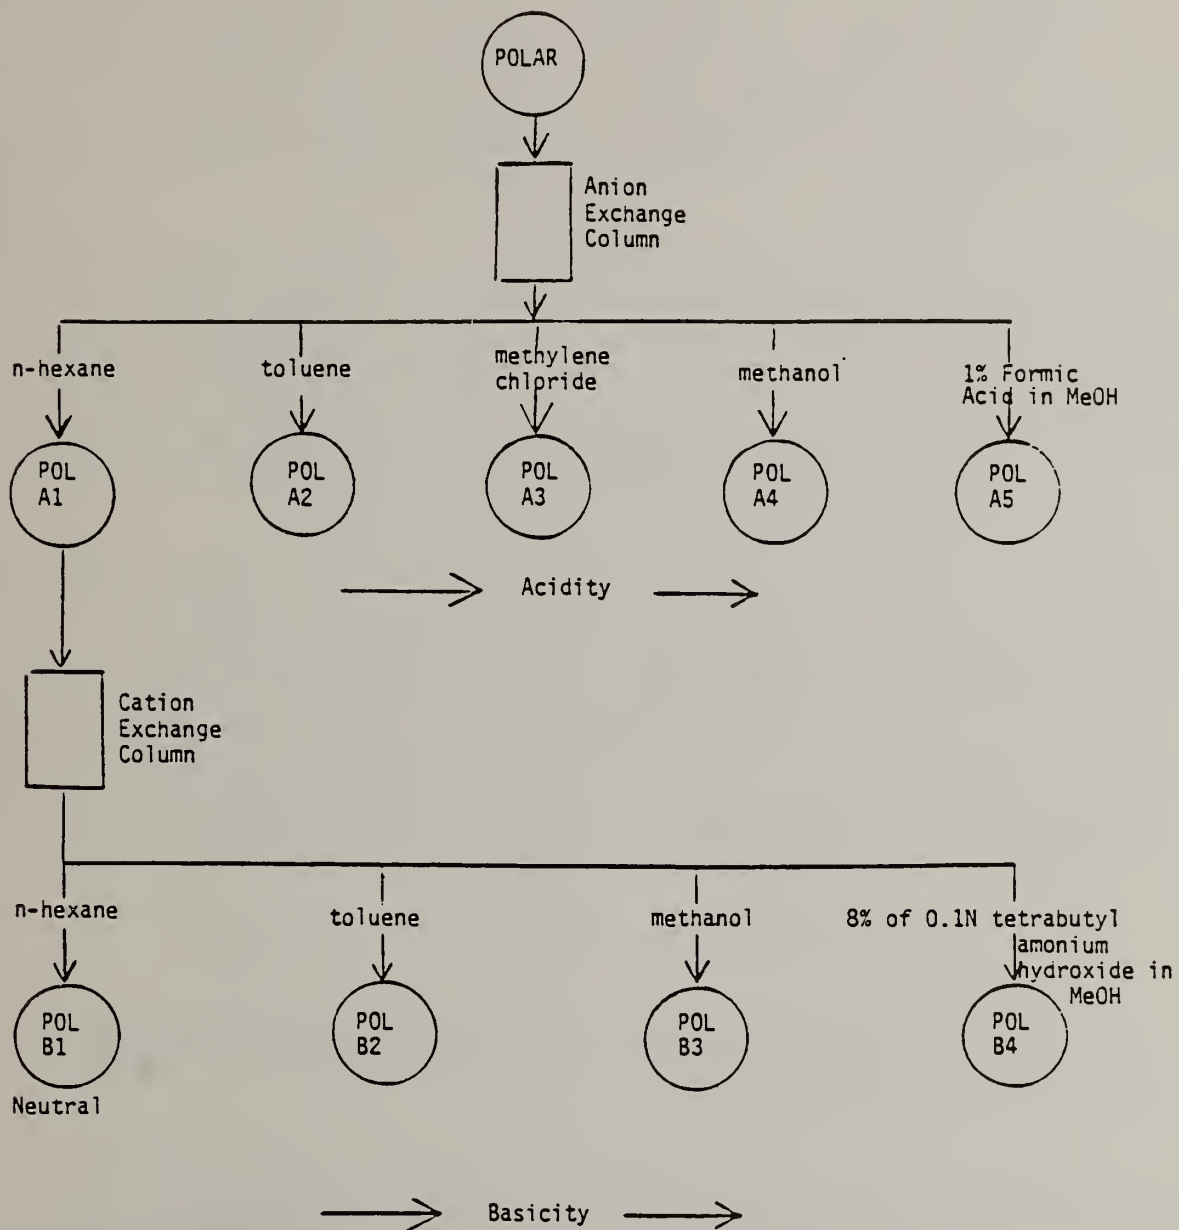 POLAR
Anion
Exchange
Column
n-hexane
toluene
methylene
chloride
methanol
1% Formic
Acid in MeOH
POL
A1
POL
A2
POL
A3
POL
A4
POL
A5
Acidity
Cation
Exchange
Column
n-hexane
toluene
methanol
8% of 0.1N tetrabutyl
amonium
hydroxide in
MeOH
POL
B1
POL
B2
POL
B3
POL
B4
Neutral
Basicity